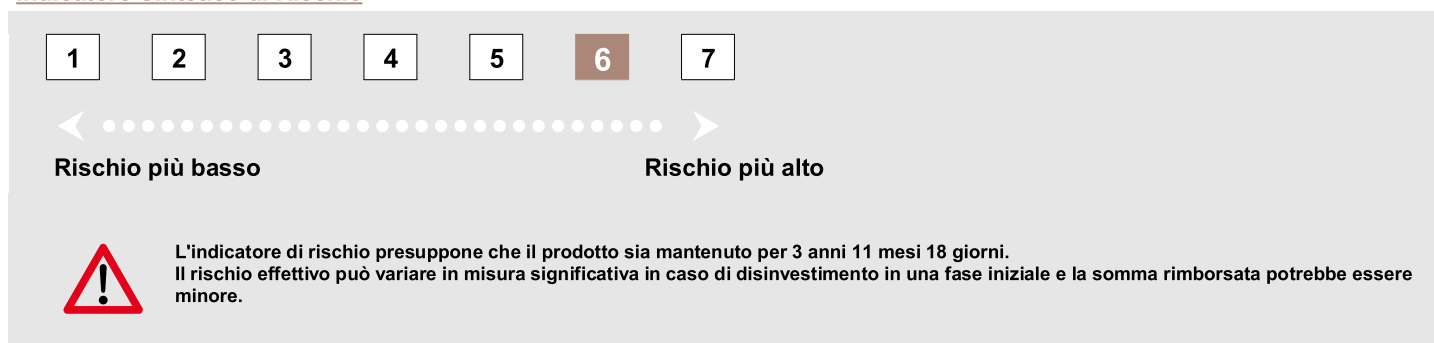 1 2 3 4 5 6 7
Rischio più basso Rischio più alto
L'indicatore di rischio presuppone che il prodotto sia mantenuto per 3 anni 11 mesi 18 giorni.
Il rischio effettivo può variare in misura significativa in caso di disinvestimento in una fase iniziale e la somma rimborsata potrebbe essere
minore.